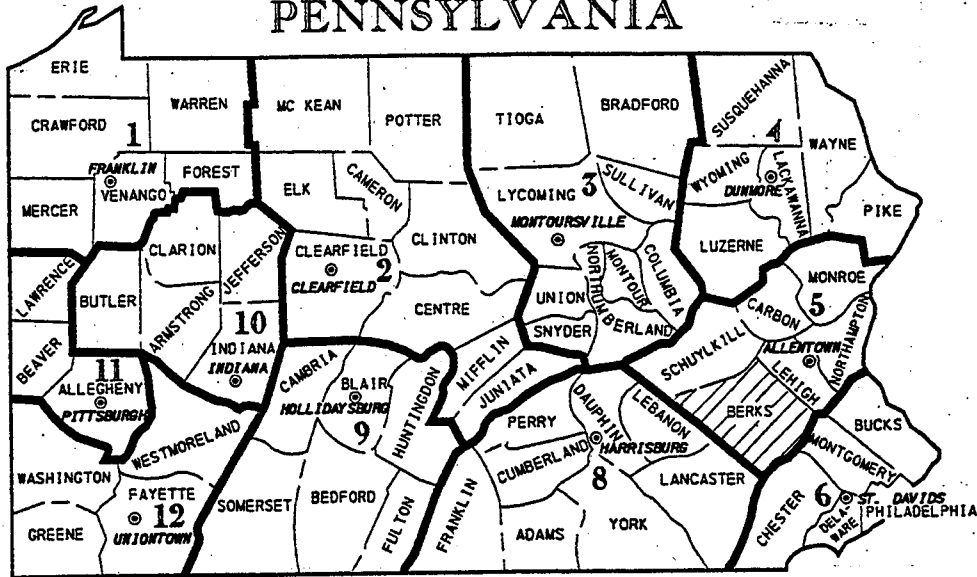 PENNSYLVANIA
ERIE
WARREN
MC KEAN
POTTER
TIOGA
BRADFORD
SUSQUEHANNA
CRAWFORD
1
4
WAYNE
FRANKLIN
VENANGO
FOREST
ELK
CAMERON
LYCOMING
3
SULLIVAN
WYOMING
LACKAWANNA
DUNMORE
MERCER
MONTOURSVILLE
PIKE
CLARION
JEFFERSON
CLEARFIELD
2
CLEARFIELD
CLINTON
LUZERNE
LAWRENCE
BUTLER
ARMSTRONG
CENTRE
UNION
NORTHUMBERLAND
MONTOUR
COLUMBIA
MONROE
CARBON
5
10
INDIANA
INDIANA
SNYDER
SCHUYLKILL
NORTHAMPTON
BEAVER
11
ALLEGHENY
PITTSBURGH
CAMBRIA
BLAIR
HOLLIDAYSBURG
9
HUNTINGDON
MIFFLIN
JUNIATA
ALLENTOWN
LEHIGH
BERKS
PERRY
DAUPHIN
LEBANON
HARRISBURG
BUCKS
WESTMORELAND
CUMBERLAND
8
LANCASTER
MONTGOMERY
WASHINGTON
FAYETTE
12
UNIONTOWN
SOMERSET
BEDFORD
FULTON
FRANKLIN
ADAMS
YORK
CHESTER
6
ST. DAVIDS
PHILADELPHIA
DELA-
WARE
GREENE